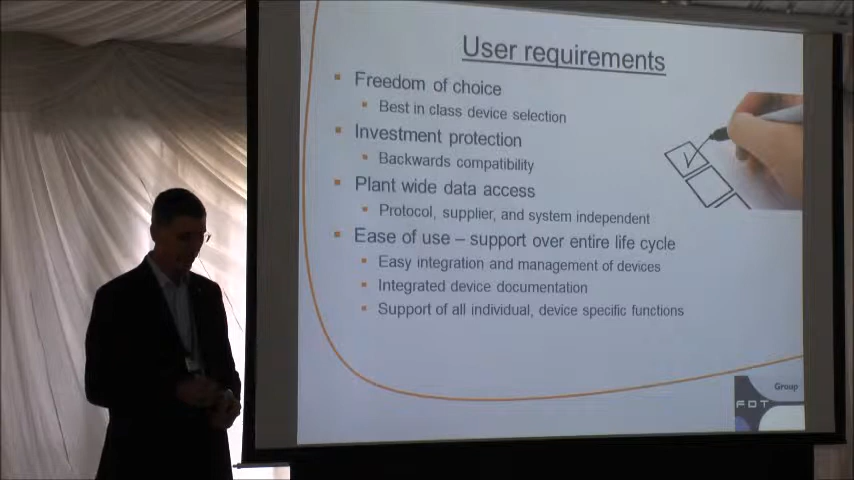 User requirements
Freedom of choice
Best in class device selection
Investment protection
Backwards compatibility
Plant wide data access
Protocol, supplier, and system independent
Ease of use – support over entire life cycle
Easy integration and management of devices
Integrated device documentation
Support of all individual, device specific functions
Group
FDT